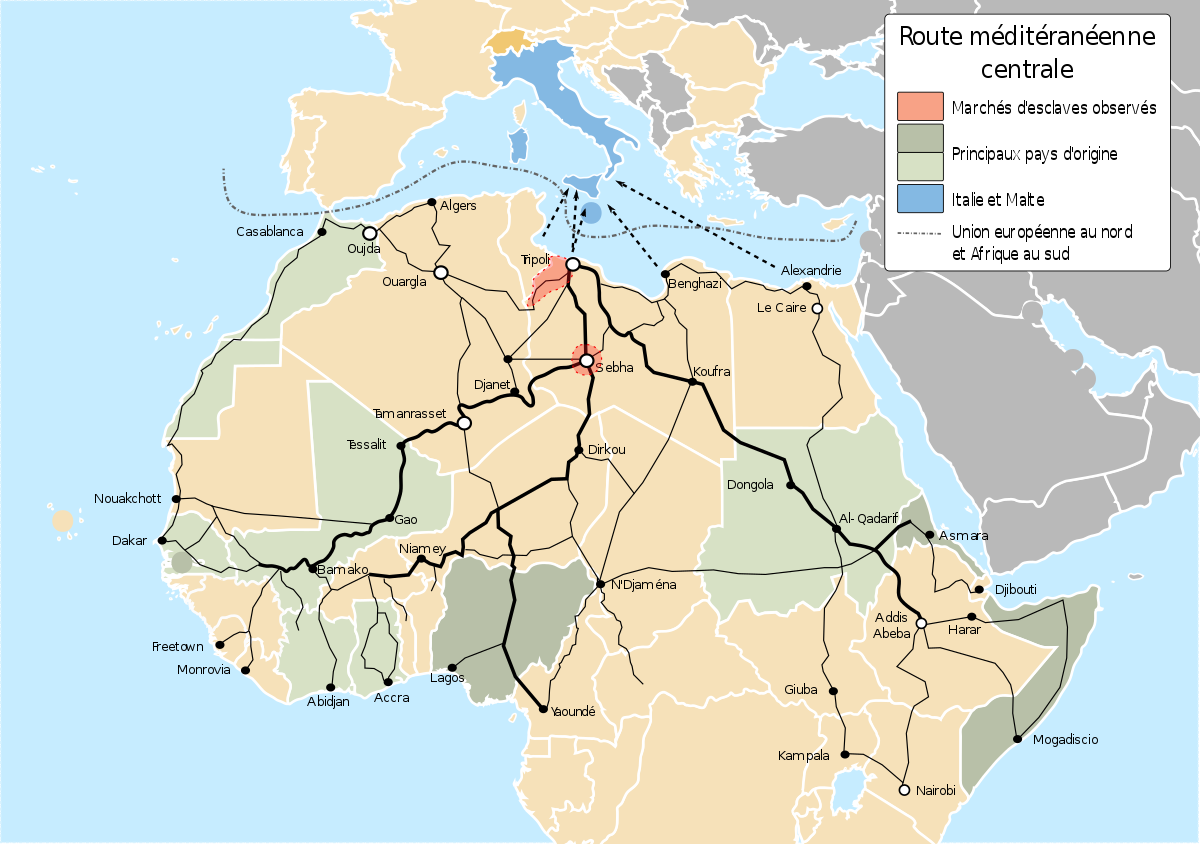 Route méditéranéenne
centrale
Marchés d'esclaves observés
Principaux pays d'origine
Italie et Malte
Union européenne au nord
et Afrique au sud
Algers
Casablanca
Oujda
Tripoli
Ouargla
Benghazi
Alexandrie
Le Caire
Sebha
Koufra
Djanet
Tamanrasset
Tessalit
Dirkou
Nouakchott
Dongola
Gao
Al-Qadarif
Dakar
Asmara
Niamey
Bamako
N'Djaména
Djibouti
Addis
Abeba
Harar
Freetown
Monrovia
Lagos
Abidjan
Accra
Giuba
Yaoundé
Mogadiscio
Kampala
Nairobi